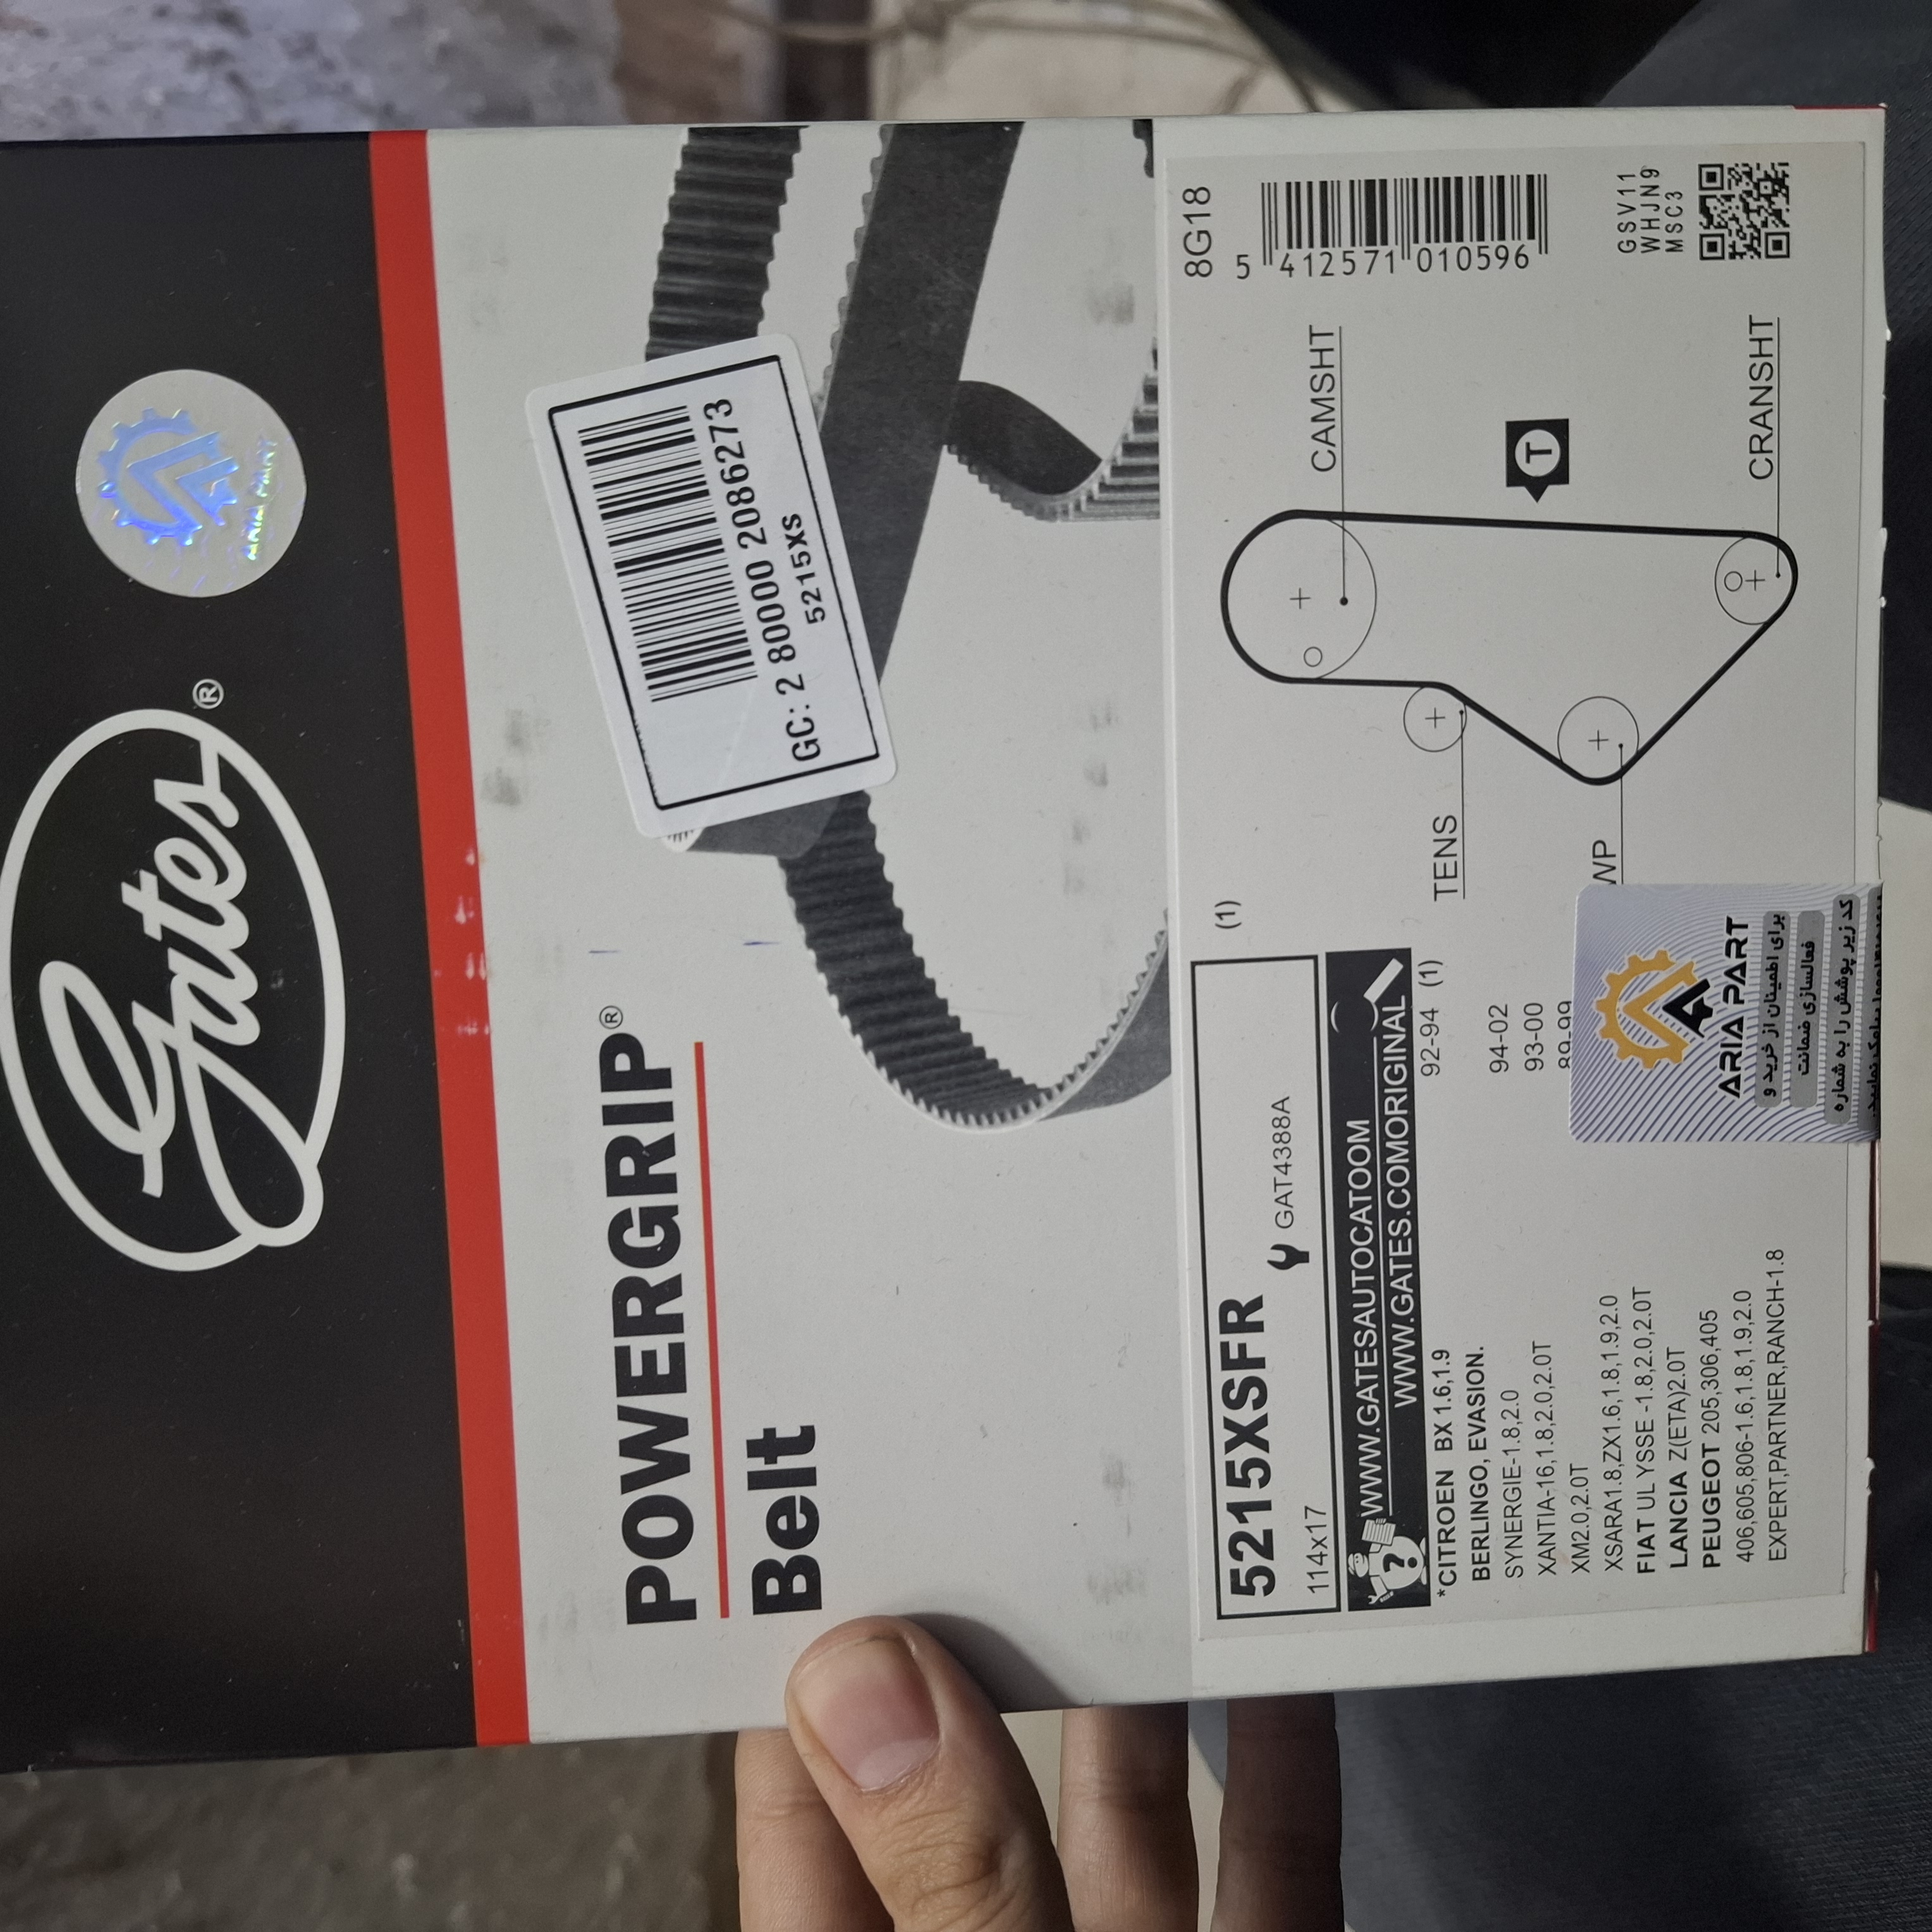 Gates®
ARIA PART
POWERGRIP®
Belt
GC: 2 80000 2086273
5215XS
5215XSFR
GAT4388A
114x17
(1)
8G18
5 412571 010596
WWW.GATESAUTOCATOOM
WWW.GATES.COMORIGINAL
*CITROEN BX 1.6,1.9 92-94 (1)
BERLINGO, EVASION.
SYNERGIE-1.8,2.0 94-02
XANTIA-16,1.8,2.0,2.0T 93-00
XM2.0,2.0T 89-99
XSARA1.8,ZX1.6,1.8,1.9,2.0
FIAT UL YSSE -1.8,2.0,2.0T
LANCIA Z(ETA)2.0T
PEUGEOT 205,306,405
406,605,806-1.6,1.8,1.9,2.0
EXPERT,PARTNER,RANCH-1.8
CAMSHT
T
TENS
WP
CRANSHT
GSV11
WHJN9
MSC3
ARIA PART
برای اطمینان از خرید و
فعالسازی ضمانت
کد زیر پوشش را به شماره